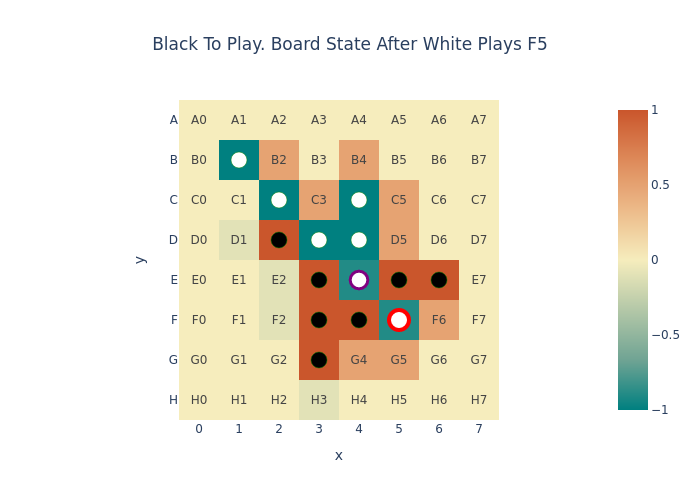 Black To Play. Board State After White Plays F5
A A0 A1 A2 A3 A4 A5 A6 A7
B B0 B2 B3 B4 B5 B6 B7
C C0 C1 C3 C5 C6 C7
D D0 D1 D5 D6 D7
E E0 E1 E2 E7
F F0 F1 F2 F6 F7
G G0 G1 G2 G4 G5 G6 G7
H H0 H1 H2 H3 H4 H5 H6 H7
0 1 2 3 4 5 6 7
x
y
1
0.5
0
−0.5
−1